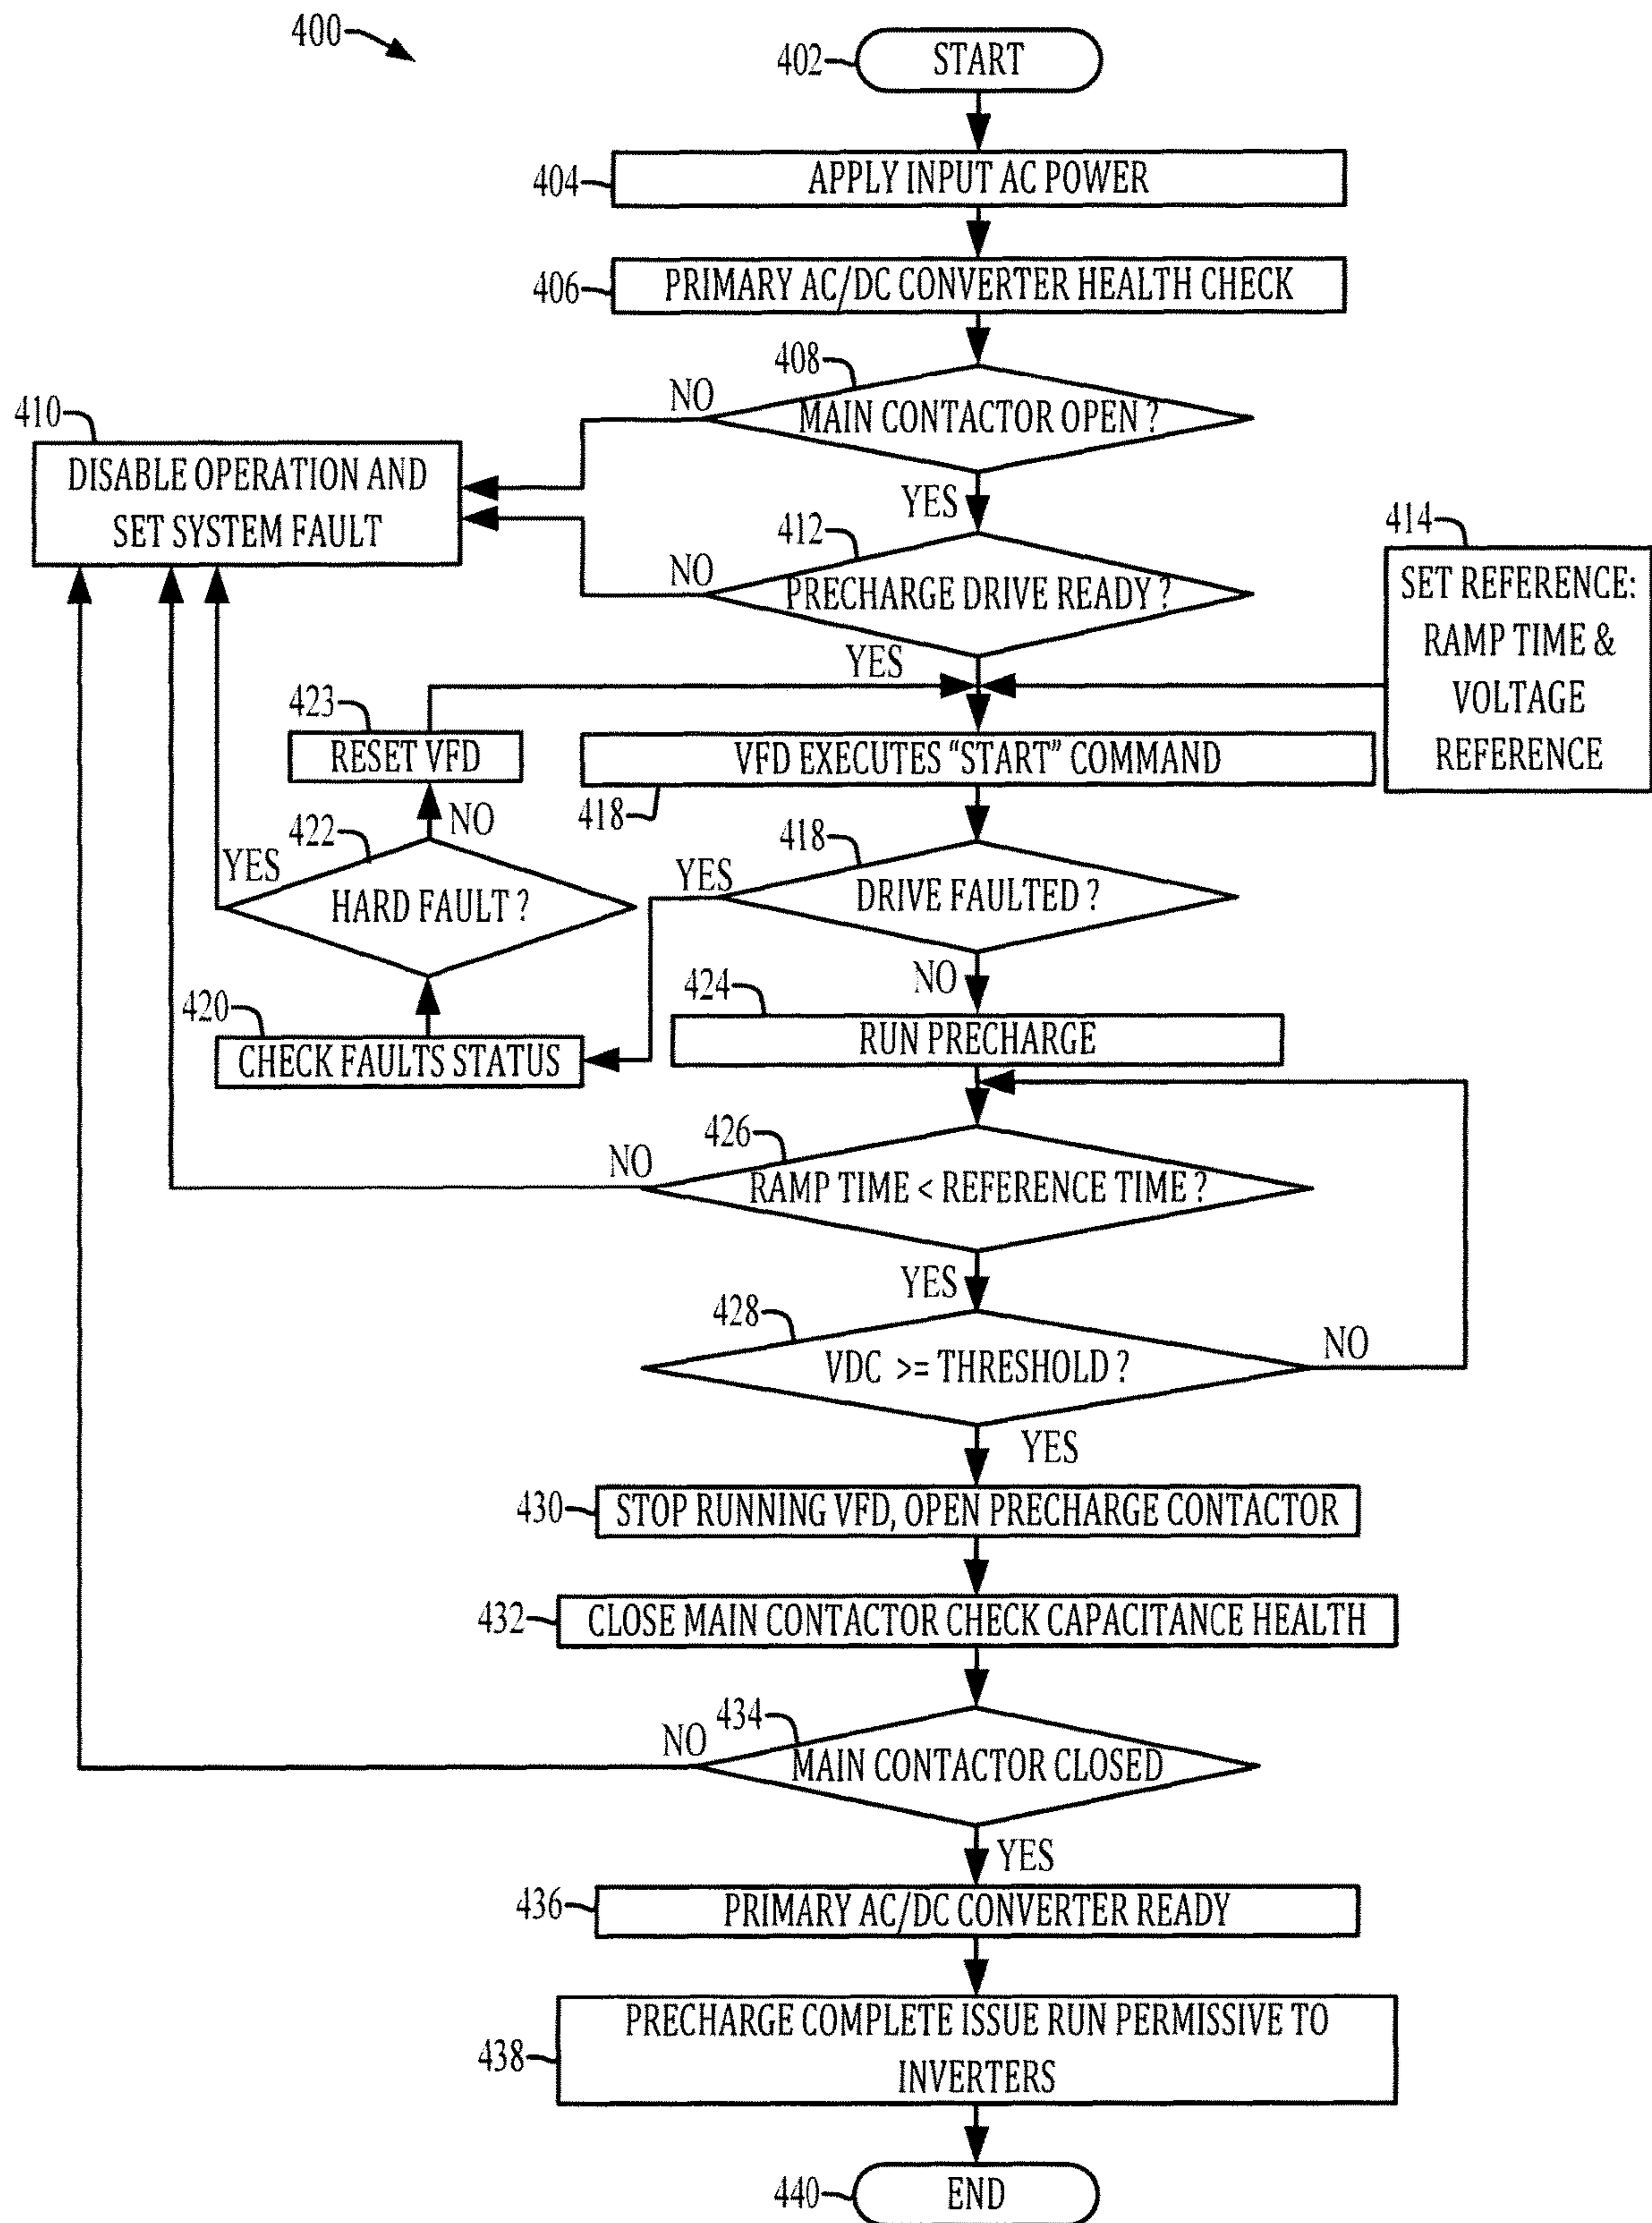 400
402
START
404
APPLY INPUT AC POWER
406
PRIMARY AC/DC CONVERTER HEALTH CHECK
408
NO
MAIN CONTACTOR OPEN ?
410
DISABLE OPERATION AND
SET SYSTEM FAULT
YES
412
NO
PRECHARGE DRIVE READY ?
414
SET REFERENCE:
RAMP TIME &
VOLTAGE
REFERENCE
YES
423
RESET VFD
VFD EXECUTES “START” COMMAND
418
NO
422
YES
HARD FAULT ?
418
YES
DRIVE FAULTED ?
NO
420
CHECK FAULTS STATUS
424
RUN PRECHARGE
426
NO
RAMP TIME < REFERENCE TIME ?
YES
428
VDC >= THRESHOLD ?
NO
YES
430
STOP RUNNING VFD, OPEN PRECHARGE CONTACTOR
432
CLOSE MAIN CONTACTOR CHECK CAPACITANCE HEALTH
434
NO
MAIN CONTACTOR CLOSED
YES
436
PRIMARY AC/DC CONVERTER READY
438
PRECHARGE COMPLETE ISSUE RUN PERMISSIVE TO
INVERTERS
440
END